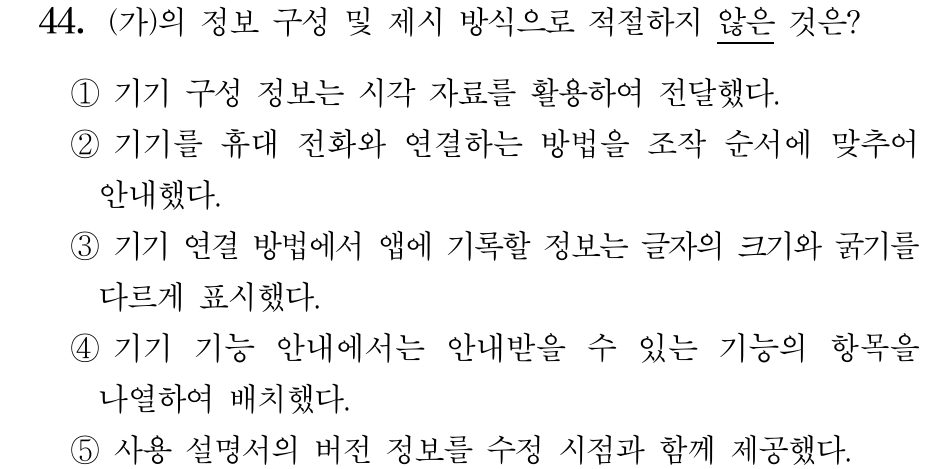 44. (가)의 정보 구성 및 제시 방식으로 적절하지 않은 것은?
① 기기 구성 정보는 시각 자료를 활용하여 전달했다.
② 기기를 휴대 전화와 연결하는 방법을 조작 순서에 맞추어
안내했다.
③ 기기 연결 방법에서 앱에 기록할 정보는 글자의 크기와 굵기를
다르게 표시했다.
④ 기기 기능 안내에서는 안내받을 수 있는 기능의 항목을
나열하여 배치했다.
⑤ 사용 설명서의 버전 정보를 수정 시점과 함께 제공했다.